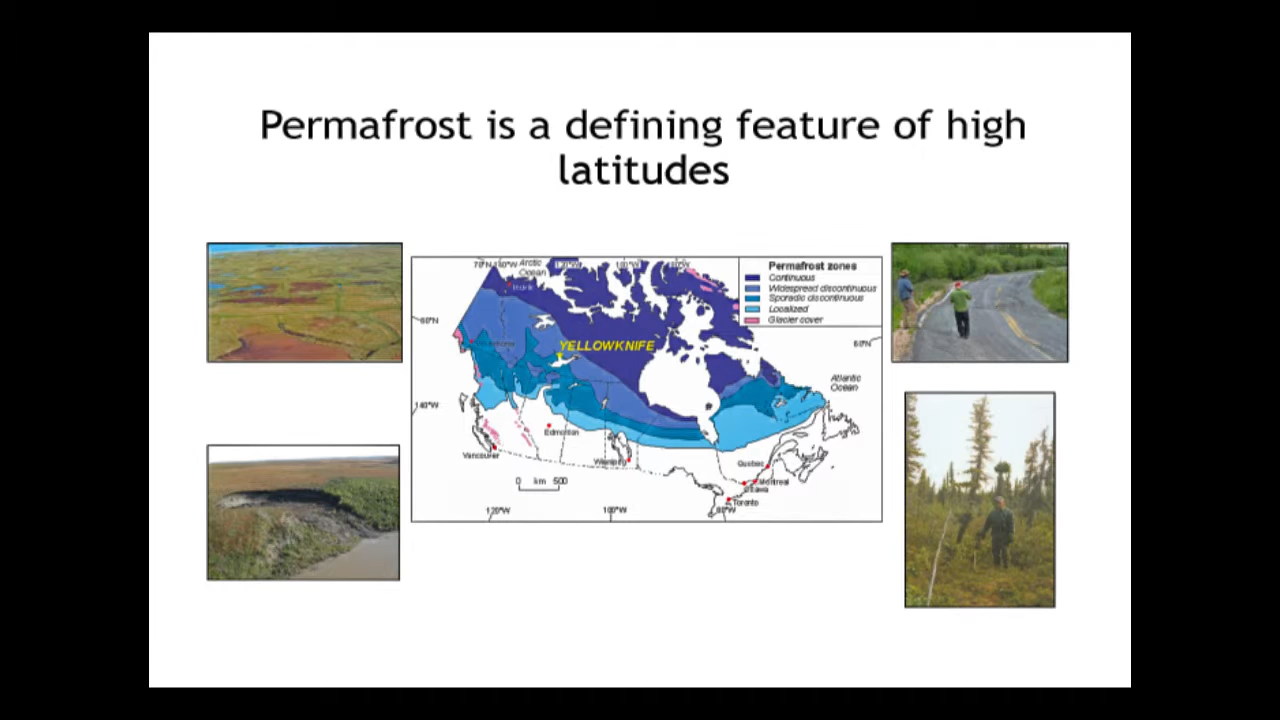 Permafrost is a defining feature of high
latitudes
Arctic
Ocean
Permafrost zones
Continuous
Widespread discontinuous
Sporadic discontinuous
Localized
Glacier cover
60°N
YELLOWKNIFE
60°N
Atlantic
Ocean
140°W
Edmonton
Vancouver
Winnipeg
Quebec
Montreal
Ottawa
Toronto
0 km 500
120°W
100°W
80°W